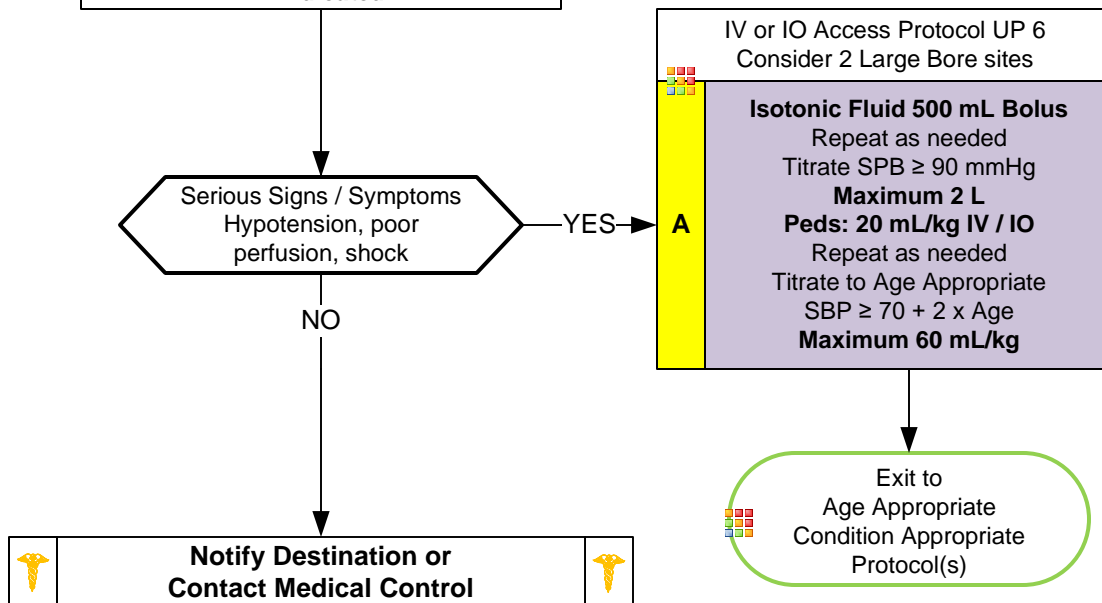 IV or IO Access Protocol UP 6
Consider 2 Large Bore sites
A
Isotonic Fluid 500 mL Bolus
Repeat as needed
Titrate SPB ≥ 90 mmHg
Maximum 2 L
Peds: 20 mL/kg IV / IO
Repeat as needed
Titrate to Age Appropriate
SBP ≥ 70 + 2 x Age
Maximum 60 mL/kg
Serious Signs / Symptoms
Hypotension, poor
perfusion, shock
YES
NO
Exit to
Age Appropriate
Condition Appropriate
Protocol(s)
Notify Destination or
Contact Medical Control